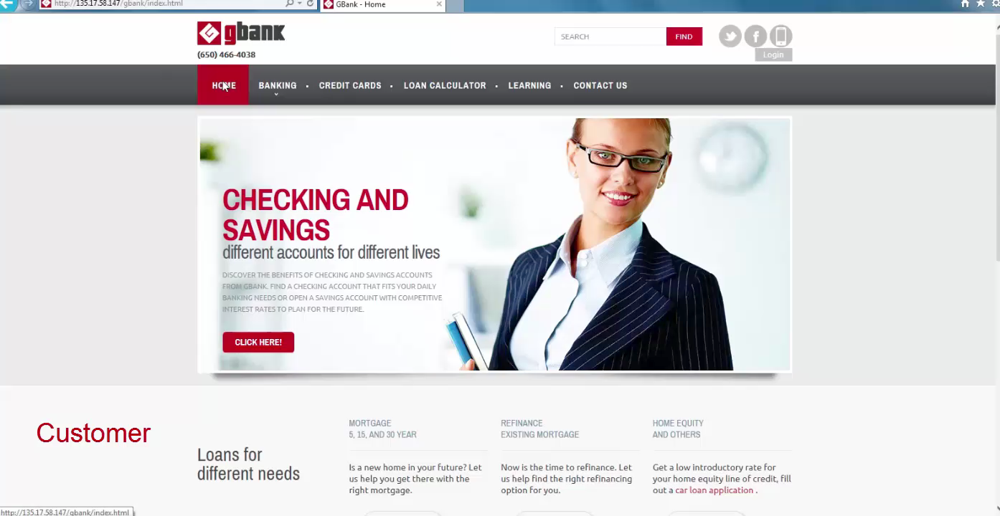 http://135.17.58.147/gbank/index.html
GBank - Home
gbank
(650) 466-4038
SEARCH
FIND
Login
HOME
BANKING
CREDIT CARDS
LOAN CALCULATOR
LEARNING
CONTACT US
CHECKING AND
SAVINGS
different accounts for different lives
DISCOVER THE BENEFITS OF CHECKING AND SAVINGS ACCOUNTS
FROM GBANK. FIND A CHECKING ACCOUNT THAT FITS YOUR DAILY
BANKING NEEDS OR OPEN A SAVINGS ACCOUNT WITH COMPETITIVE
INTEREST RATES TO PLAN FOR THE FUTURE.
CLICK HERE!
Customer
Loans for
different needs
MORTGAGE
5, 15, AND 30 YEAR
Is a new home in your future? Let
us help you get there with the
right mortgage.
REFINANCE
EXISTING MORTGAGE
Now is the time to refinance. Let
us help find the right refinancing
option for you.
HOME EQUITY
AND OTHERS
Get a low introductory rate for
your home equity line of credit, fill
out a car loan application .
http://135.17.58.147/gbank/index.html